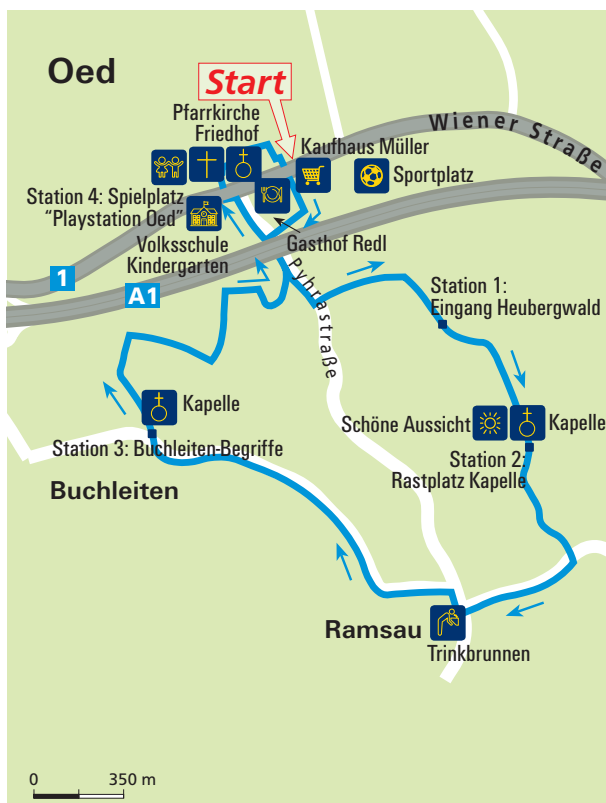 Oed
Start
Pfarrkirche
Friedhof
Wiener Straße
Kaufhaus Müller
Sportplatz
Station 4: Spielplatz
"Playstation Oed"
Volksschule
Kindergarten
Gasthof Redl
1
A1
Pyhrastraße
Station 1:
Eingang Heubergwald
Kapelle
Schöne Aussicht
Kapelle
Station 3: Buchleiten-Begriffe
Station 2:
Rastplatz Kapelle
Buchleiten
Ramsau
Trinkbrunnen
0 350 m